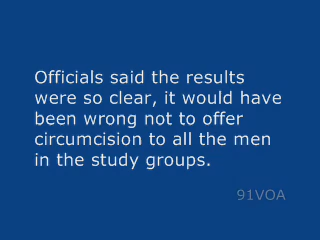 Officials said the results
were so clear, it would have
been wrong not to offer
circumcision to all the men
in the study groups.
91VOA